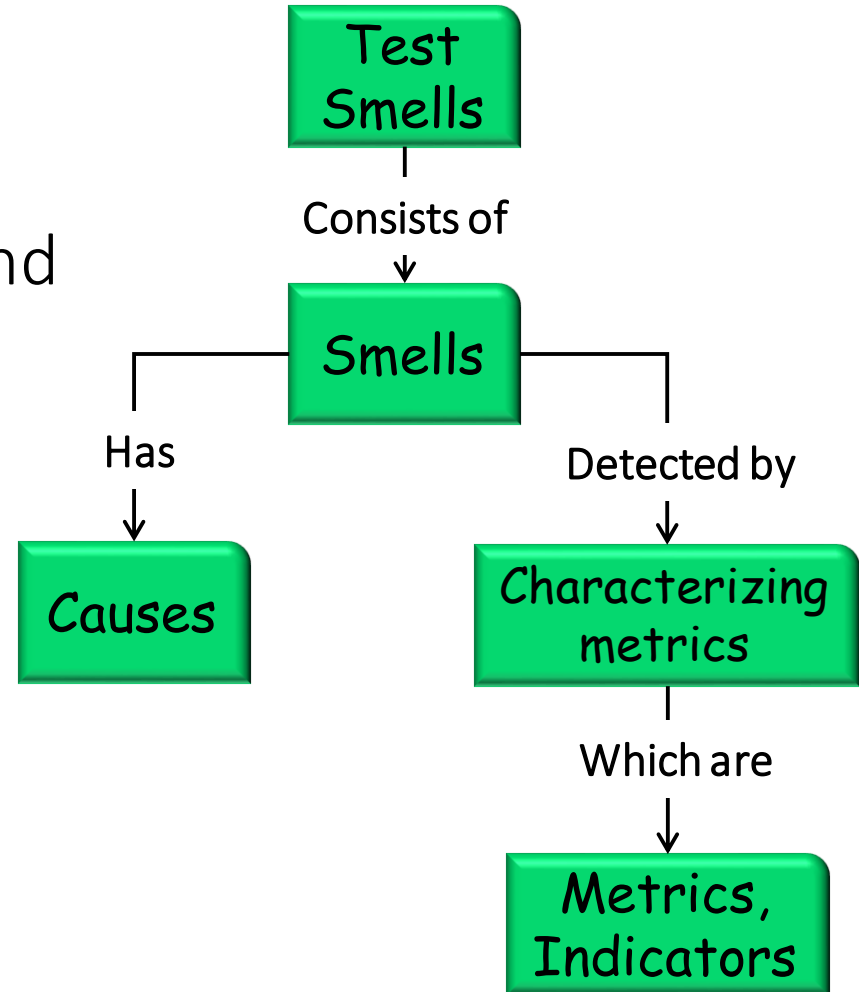 Test
Smells
Consists of
nd
Smells
Has
Detected by
Causes
Characterizing
metrics
Which are
Metrics,
Indicators